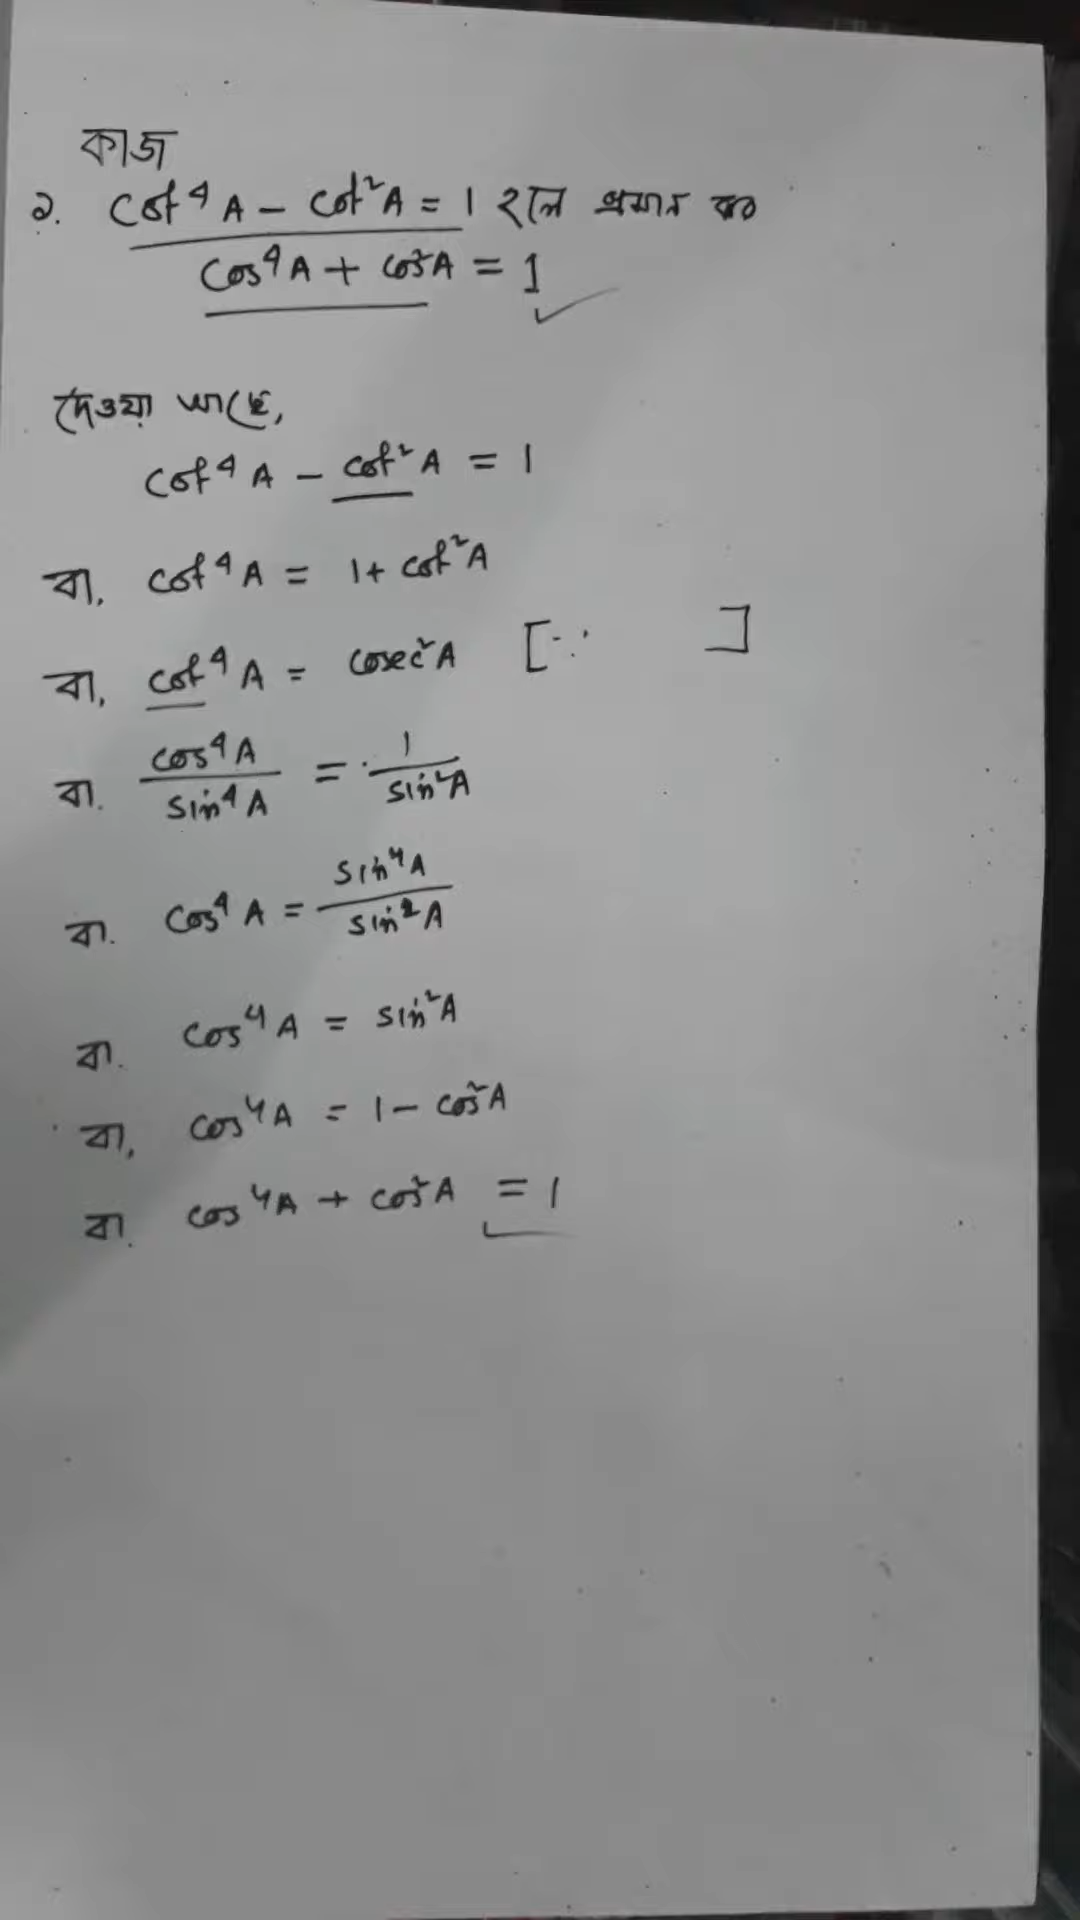 কাজ
১. cot⁴A − cot²A = 1 হলে প্রমান কর
cos⁴A + cos²A = 1
দেওয়া আছে,
cot⁴A − cot²A = 1
বা, cot⁴A = 1 + cot²A
বা, cot⁴A = cosec²A [∵ ]
বা. cos⁴A / sin⁴A = 1 / sin²A
বা. cos⁴A = sin⁴A / sin²A
বা. cos⁴A = sin²A
বা, cos⁴A = 1 − cos²A
বা. cos⁴A + cos²A = 1